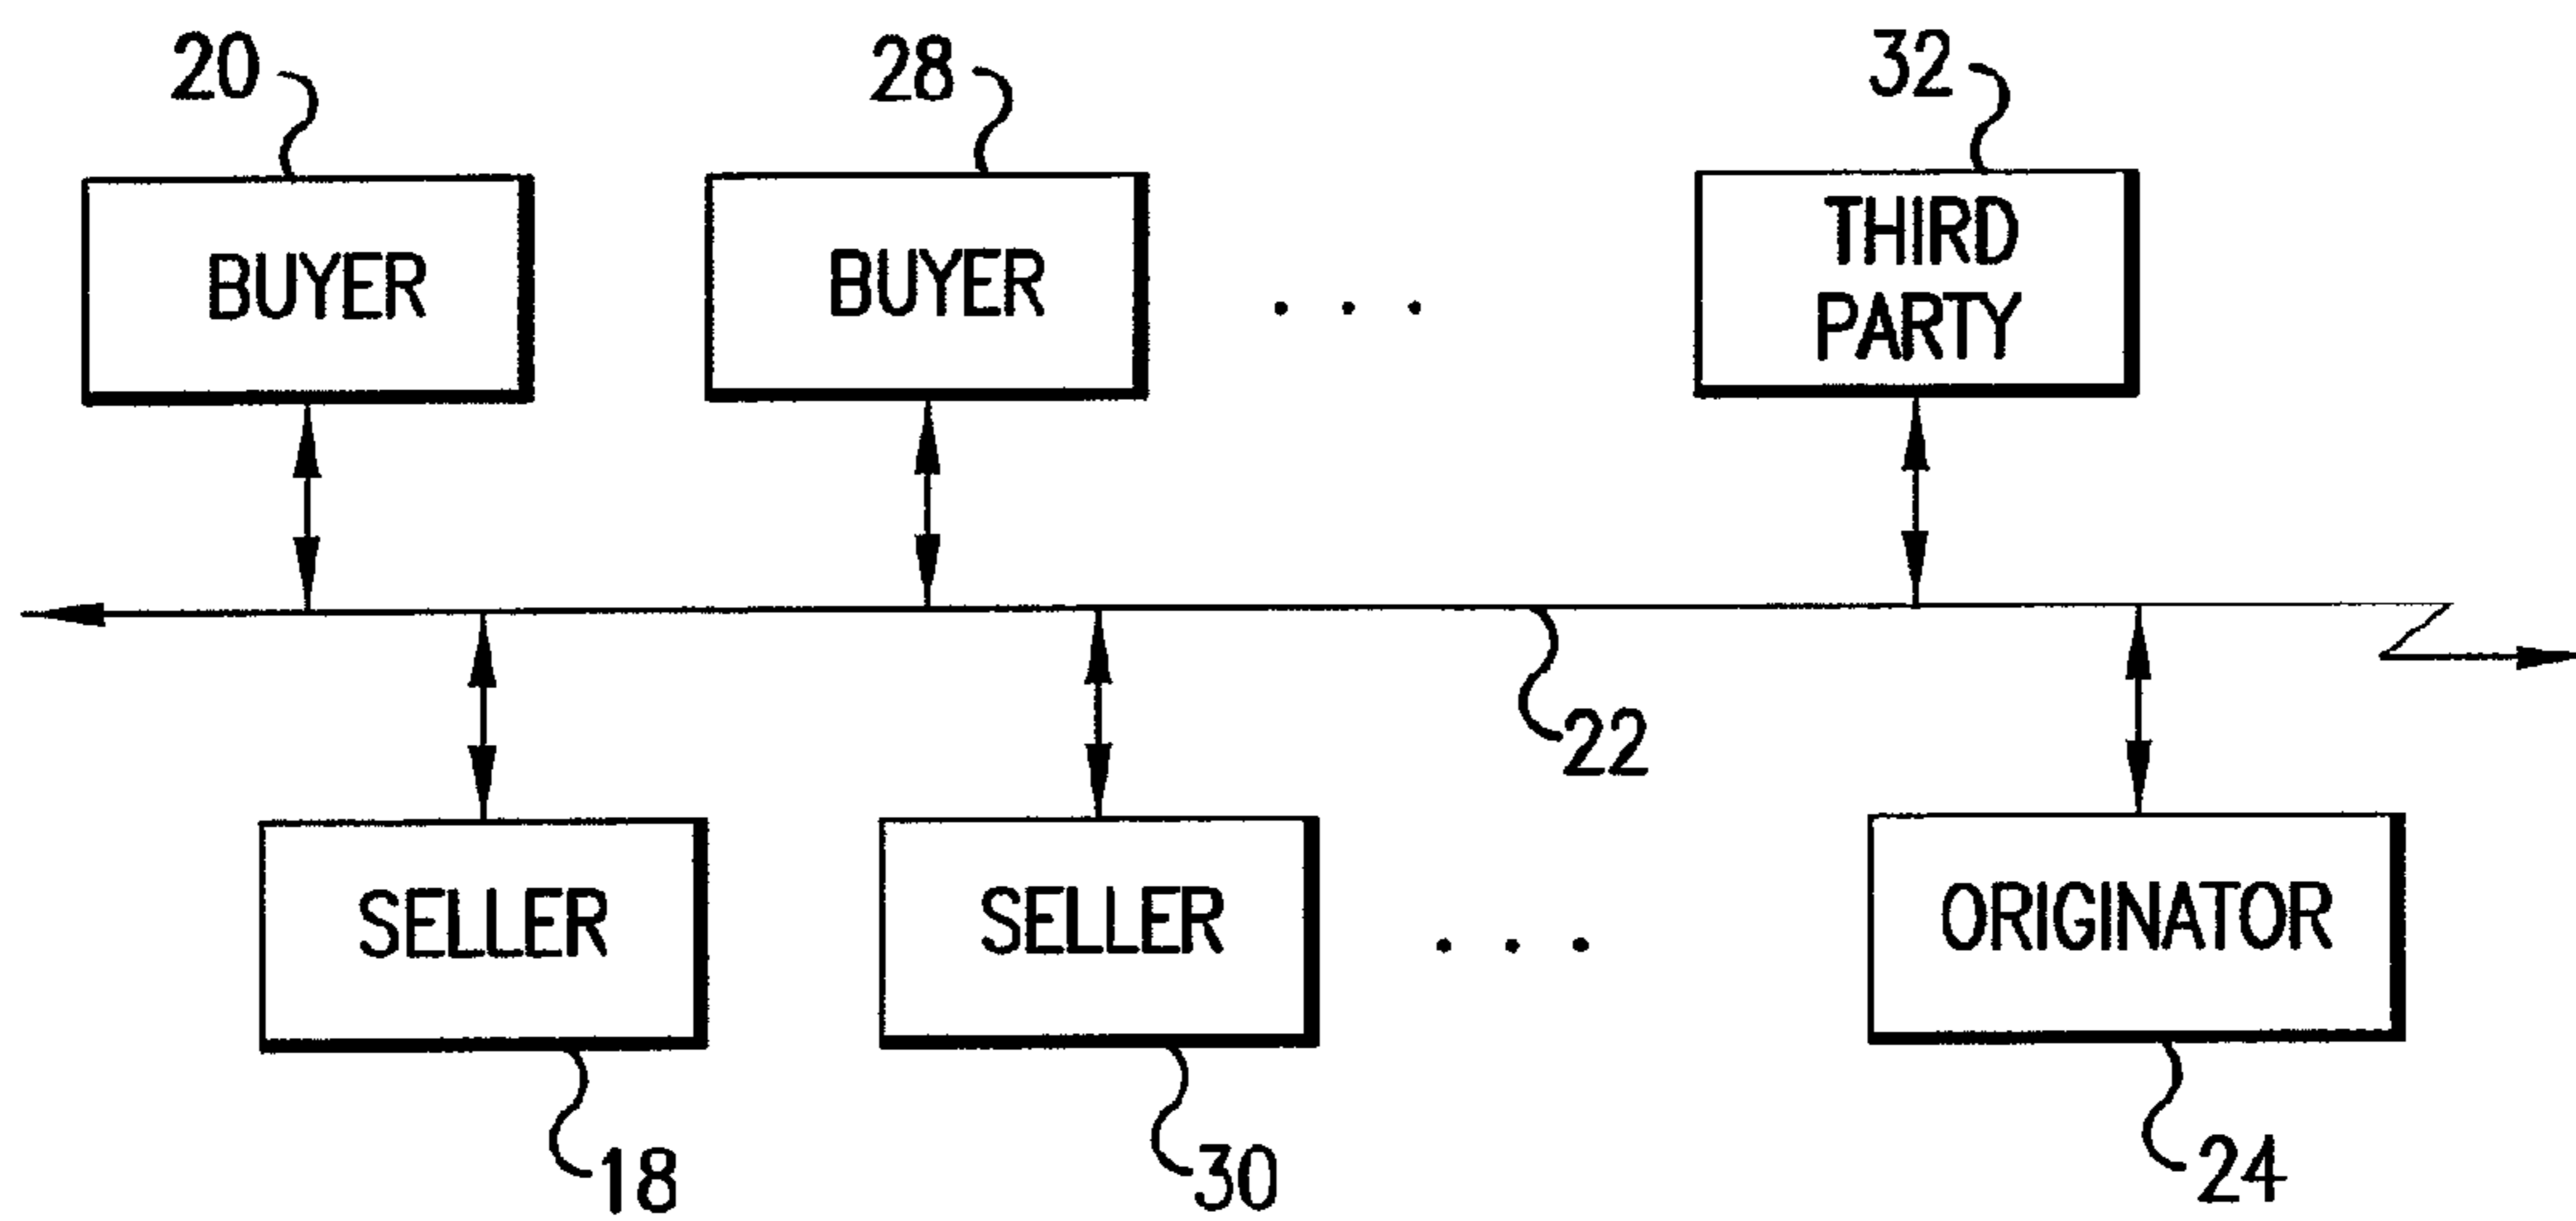 20
28
32
BUYER
BUYER
. . .
THIRD
PARTY
22
SELLER
SELLER
. . .
ORIGINATOR
18
30
24